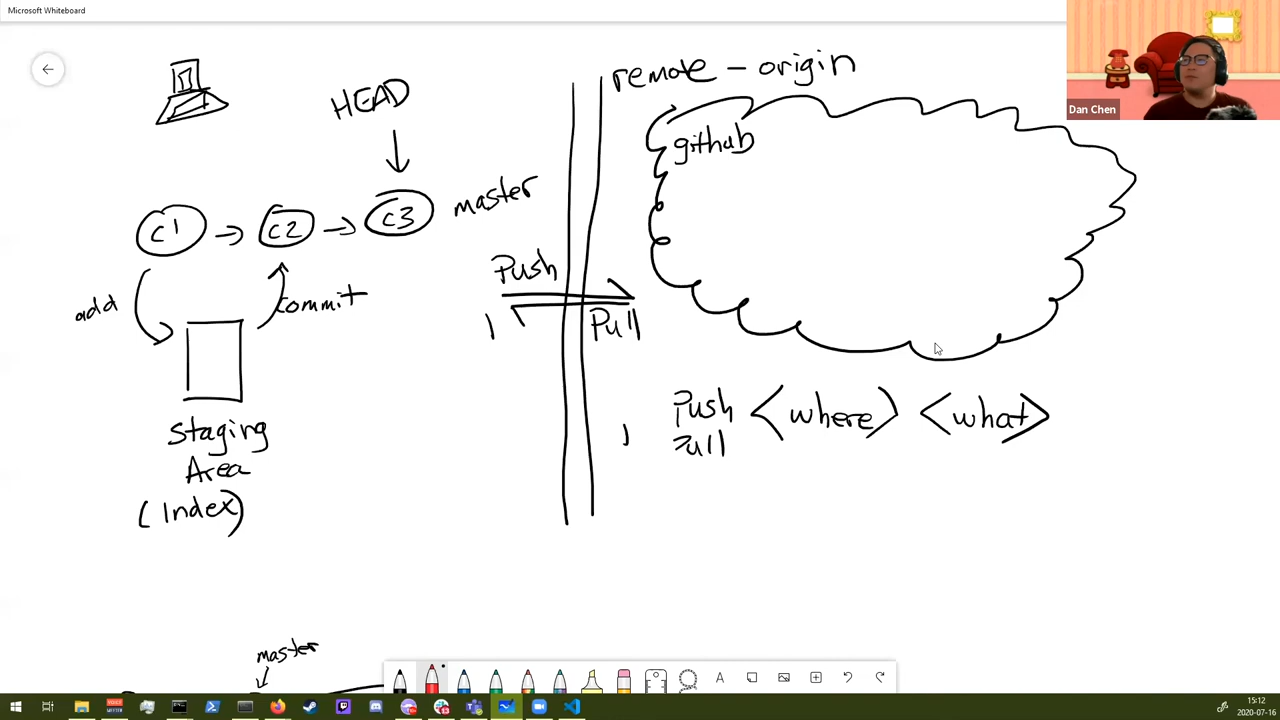 Microsoft Whiteboard
Dan Chen
remote - origin
HEAD
github
c1 → c2 → c3 master
add
commit
Push
Pull
Staging
Area
(Index)
Push <where> <what>
Pull
master
15:12
2020-07-16